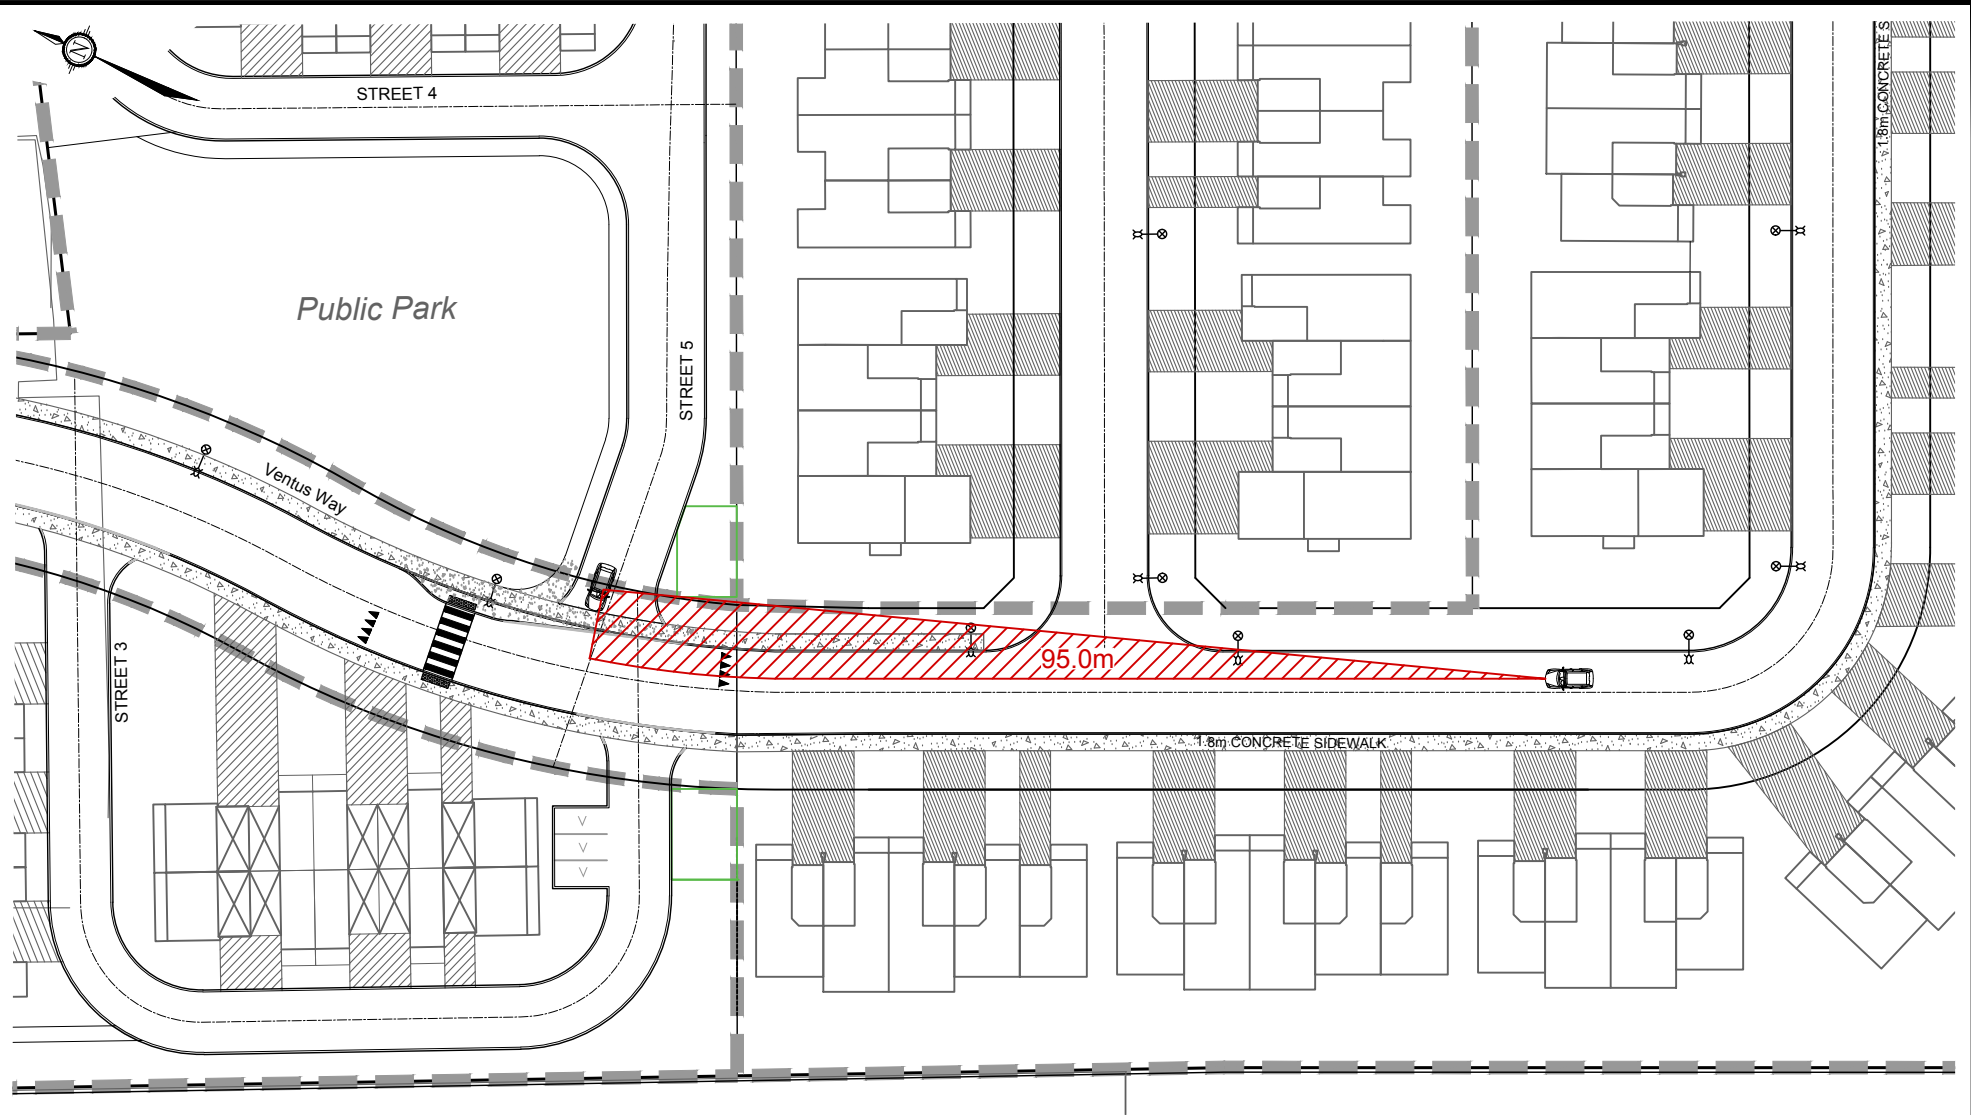 N
STREET 4
1.8m CONCRETE S
Public Park
STREET 5
Ventus Way
95.0m
STREET 3
1.8m CONCRETE SIDEWALK